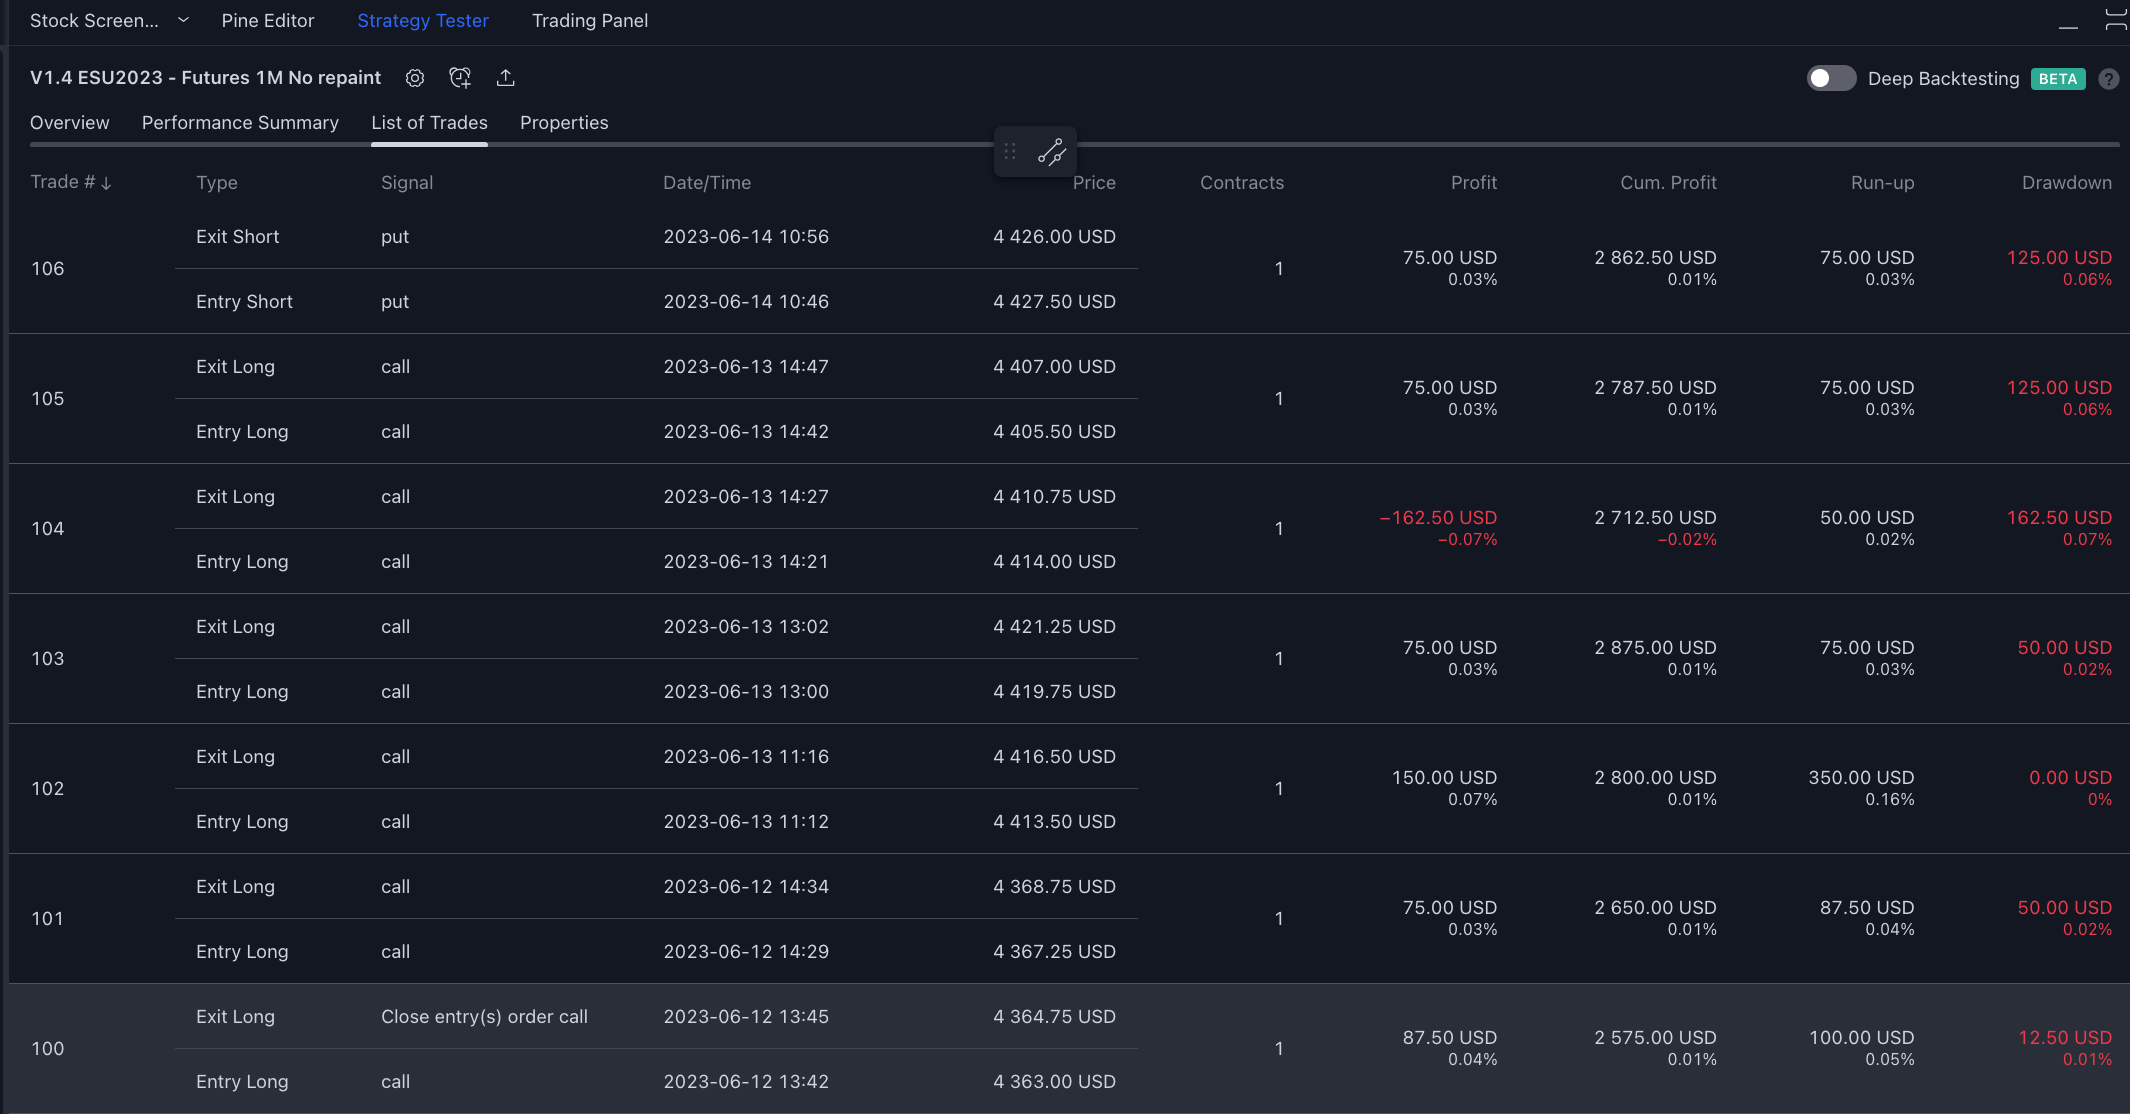 Stock Screen... Pine Editor Strategy Tester Trading Panel
V1.4 ESU2023 - Futures 1M No repaint Deep Backtesting BETA ?
Overview Performance Summary List of Trades Properties
Trade # ↓ Type Signal Date/Time Price Contracts Profit Cum. Profit Run-up Drawdown
106 Exit Short put 2023-06-14 10:56 4 426.00 USD 1 75.00 USD 2 862.50 USD 75.00 USD 125.00 USD
0.03% 0.01% 0.03% 0.06%
Entry Short put 2023-06-14 10:46 4 427.50 USD
105 Exit Long call 2023-06-13 14:47 4 407.00 USD 1 75.00 USD 2 787.50 USD 75.00 USD 125.00 USD
0.03% 0.01% 0.03% 0.06%
Entry Long call 2023-06-13 14:42 4 405.50 USD
104 Exit Long call 2023-06-13 14:27 4 410.75 USD 1 −162.50 USD 2 712.50 USD 50.00 USD 162.50 USD
−0.07% −0.02% 0.02% 0.07%
Entry Long call 2023-06-13 14:21 4 414.00 USD
103 Exit Long call 2023-06-13 13:02 4 421.25 USD 1 75.00 USD 2 875.00 USD 75.00 USD 50.00 USD
0.03% 0.01% 0.03% 0.02%
Entry Long call 2023-06-13 13:00 4 419.75 USD
102 Exit Long call 2023-06-13 11:16 4 416.50 USD 1 150.00 USD 2 800.00 USD 350.00 USD 0.00 USD
0.07% 0.01% 0.16% 0%
Entry Long call 2023-06-13 11:12 4 413.50 USD
101 Exit Long call 2023-06-12 14:34 4 368.75 USD 1 75.00 USD 2 650.00 USD 87.50 USD 50.00 USD
0.03% 0.01% 0.04% 0.02%
Entry Long call 2023-06-12 14:29 4 367.25 USD
100 Exit Long Close entry(s) order call 2023-06-12 13:45 4 364.75 USD 1 87.50 USD 2 575.00 USD 100.00 USD 12.50 USD
0.04% 0.01% 0.05% 0.01%
Entry Long call 2023-06-12 13:42 4 363.00 USD